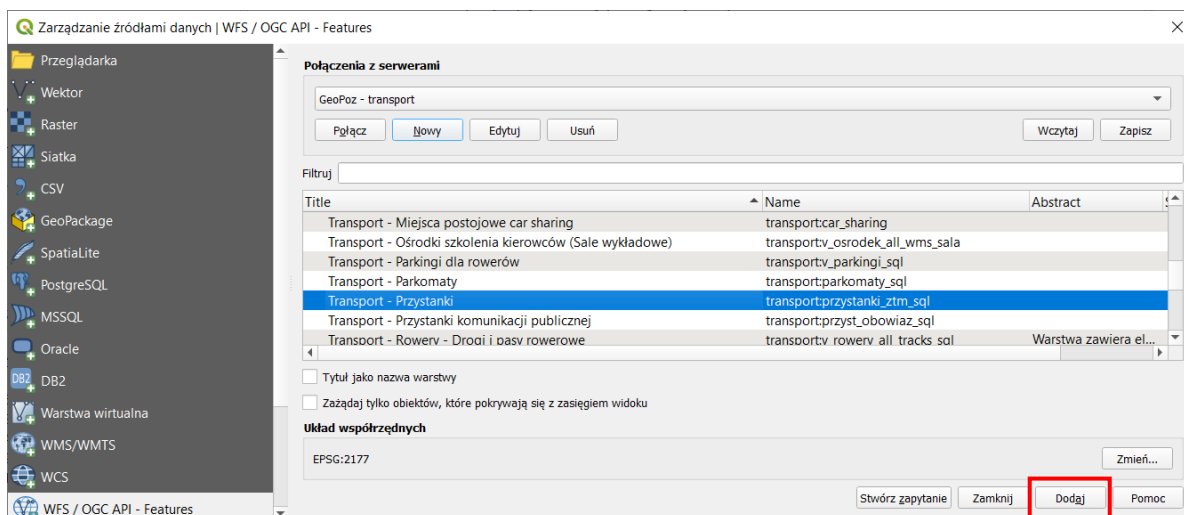 Zarządzanie źródłami danych | WFS / OGC API - Features
Przeglądarka
Wektor
Raster
Siatka
CSV
GeoPackage
SpatiaLite
PostgreSQL
MSSQL
Oracle
DB2 DB2
Warstwa wirtualna
WMS/WMTS
WCS
WFS / OGC API - Features
Połączenia z serwerami
GeoPoz - transport
Połącz Nowy Edytuj Usuń Wczytaj Zapisz
Filtruj
Title Name Abstract
Transport - Miejsca postojowe car sharing transport:car_sharing
Transport - Ośrodki szkolenia kierowców (Sale wykładowe) transport:v_osrodek_all_wms_sala
Transport - Parkingi dla rowerów transport:v_parkingi_sql
Transport - Parkomaty transport:parkomaty_sql
Transport - Przystanki transport:przystanki_ztm_sql
Transport - Przystanki komunikacji publicznej transport:przyst_obowiaz_sql
Transport - Rowery - Drogi i pasy rowerowe transport:v_rowery_all_tracks_sql Warstwa zawiera el...
Tytuł jako nazwa warstwy
Zażądaj tylko obiektów, które pokrywają się z zasięgiem widoku
Układ współrzędnych
EPSG:2177 Zmień...
Stwórz zapytanie Zamknij Dodaj Pomoc